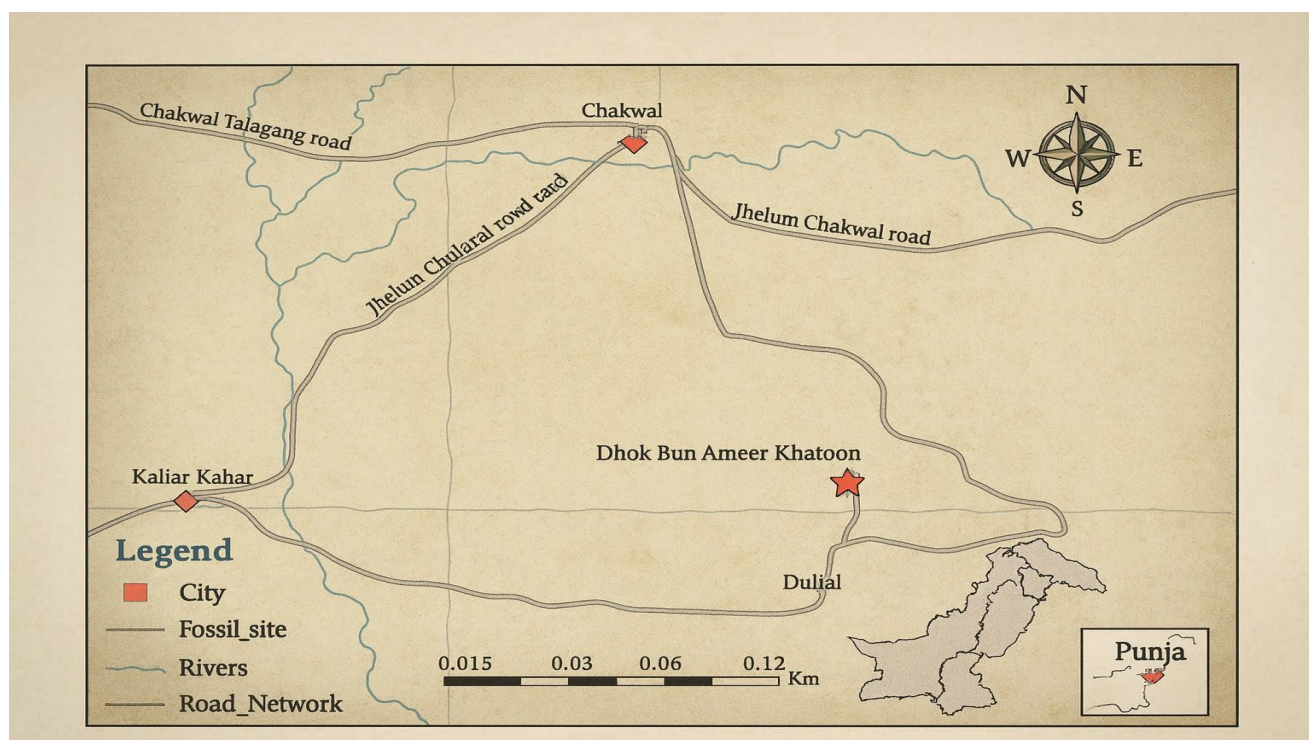 N
Chakwal
Chakwal Talagang road
W
E
S
Jhelum Chularal rowd tard
Jhelum Chakwal road
Dhok Bun Ameer Khatoon
Kaliar Kahar
Legend
City
Fossil_site
Rivers
Road_Network
Dulial
0.015 0.03 0.06 0.12 Km
Punja